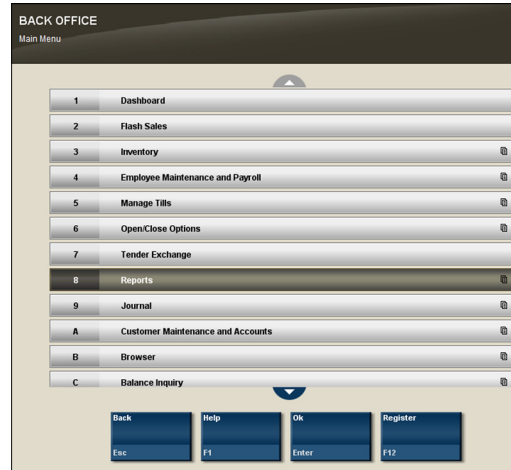 BACK OFFICE
Main Menu
1 Dashboard
2 Flash Sales
3 Inventory
4 Employee Maintenance and Payroll
5 Manage Tills
6 Open/Close Options
7 Tender Exchange
8 Reports
9 Journal
A Customer Maintenance and Accounts
B Browser
C Balance Inquiry
Back Help Ok Register
Esc F1 Enter F12